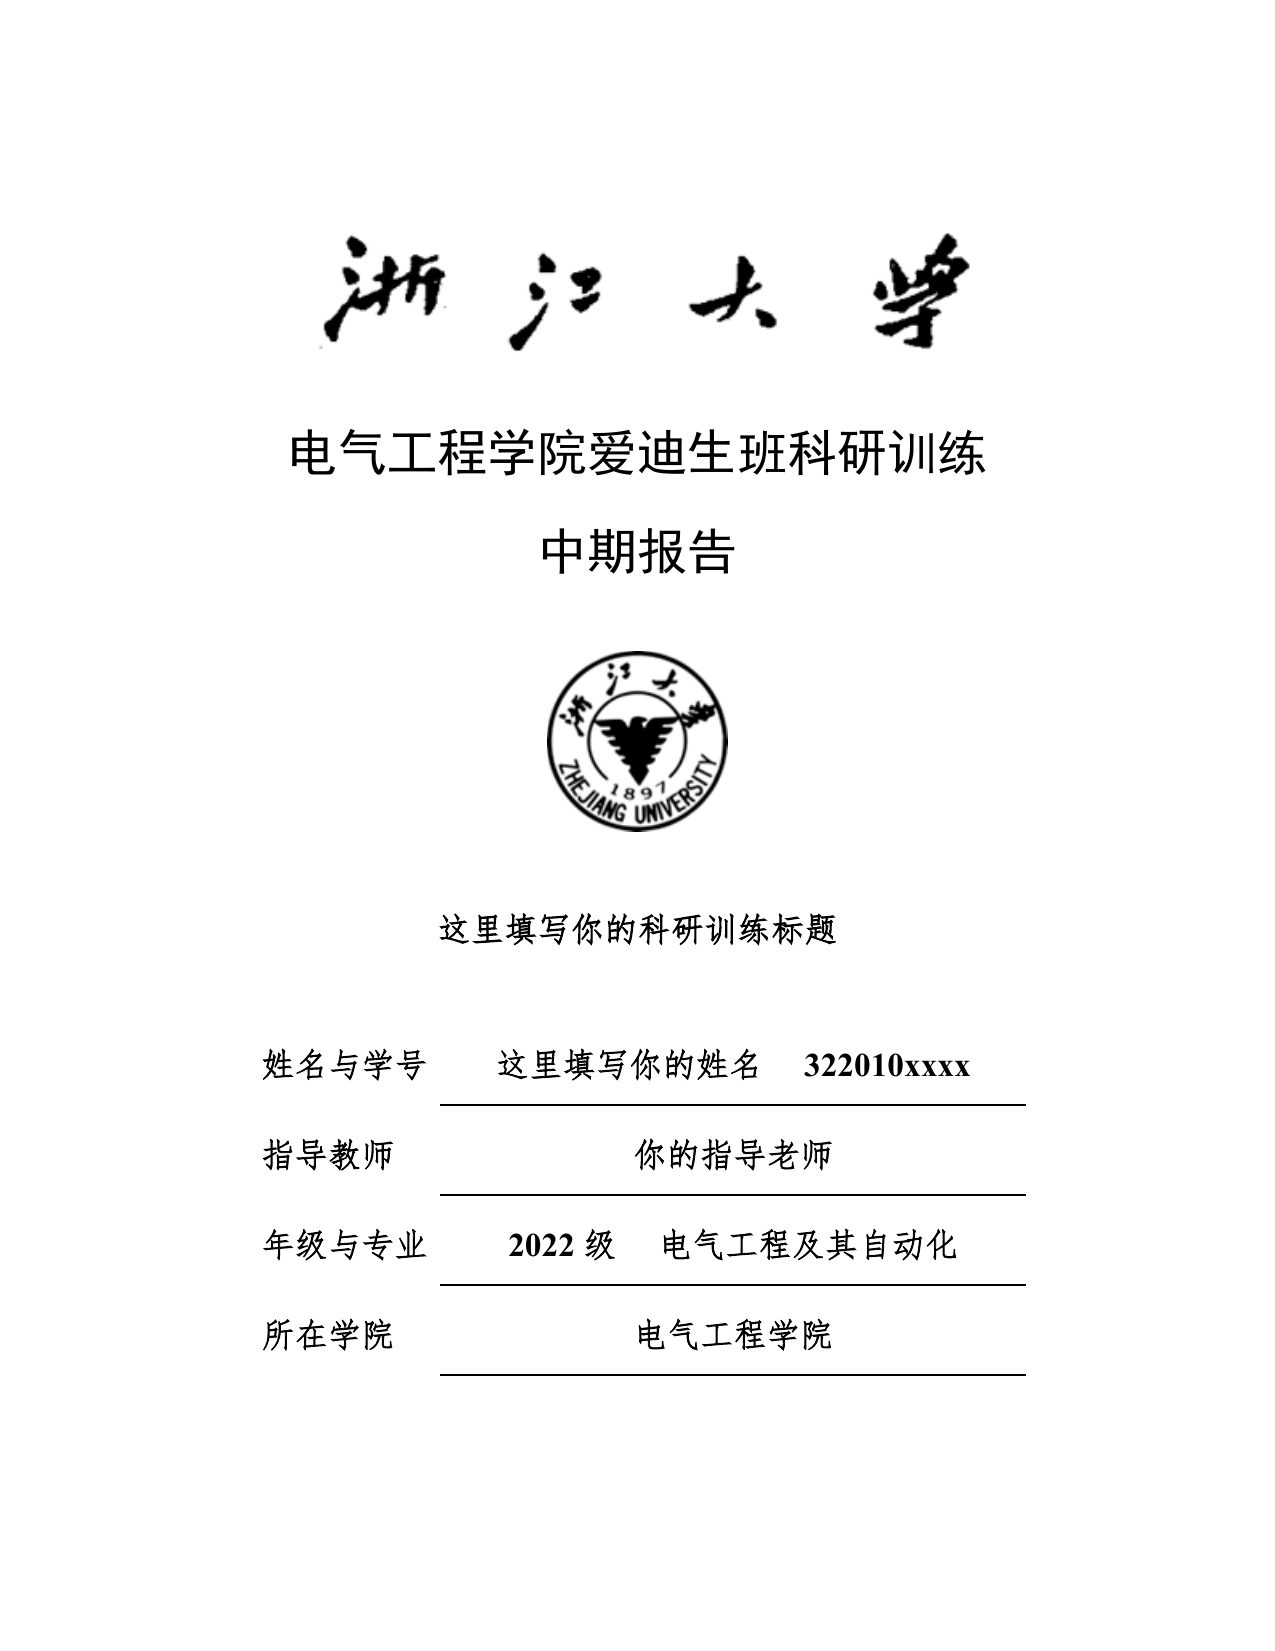 浙江大学
电气工程学院爱迪生班科研训练
中期报告
浙江大学
1897
ZHEJIANG UNIVERSITY
这里填写你的科研训练标题
姓名与学号 这里填写你的姓名 322010xxxx
指导教师 你的指导老师
年级与专业 2022 级 电气工程及其自动化
所在学院 电气工程学院